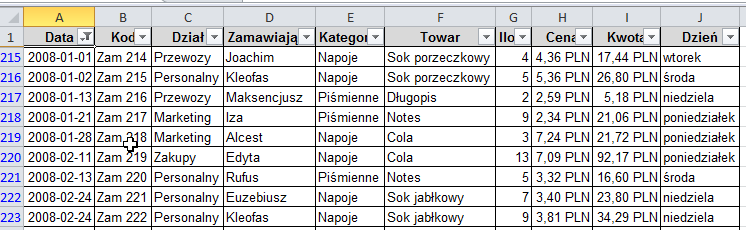 A B C D E F G H I J
1 Data Kod Dział Zamawiają Kategor Towar Ilo Cena Kwota Dzień
215 2008-01-01 Zam 214 Przewozy Joachim Napoje Sok porzeczkowy 4 4,36 PLN 17,44 PLN wtorek
216 2008-01-02 Zam 215 Personalny Kleofas Napoje Sok porzeczkowy 5 5,36 PLN 26,80 PLN środa
217 2008-01-13 Zam 216 Przewozy Maksencjusz Piśmienne Długopis 2 2,59 PLN 5,18 PLN niedziela
218 2008-01-21 Zam 217 Marketing Iza Piśmienne Notes 9 2,34 PLN 21,06 PLN poniedziałek
219 2008-01-28 Zam 218 Marketing Alcest Napoje Cola 3 7,24 PLN 21,72 PLN poniedziałek
220 2008-02-11 Zam 219 Zakupy Edyta Napoje Cola 13 7,09 PLN 92,17 PLN poniedziałek
221 2008-02-13 Zam 220 Personalny Rufus Piśmienne Notes 5 3,32 PLN 16,60 PLN środa
222 2008-02-24 Zam 221 Personalny Euzebiusz Napoje Sok jabłkowy 7 3,40 PLN 23,80 PLN niedziela
223 2008-02-24 Zam 222 Personalny Kleofas Napoje Sok jabłkowy 9 3,81 PLN 34,29 PLN niedziela